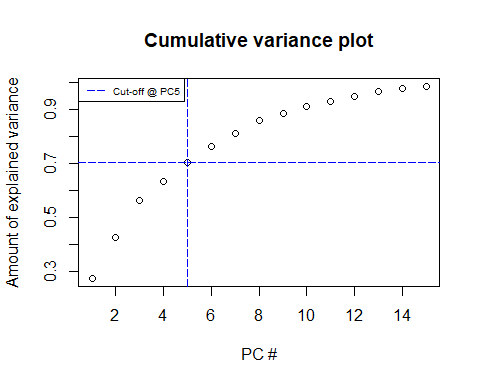 Cumulative variance plot
Cut-off @ PC5
Amount of explained variance
0.9
0.7
0.5
0.3
2 4 6 8 10 12 14
PC #